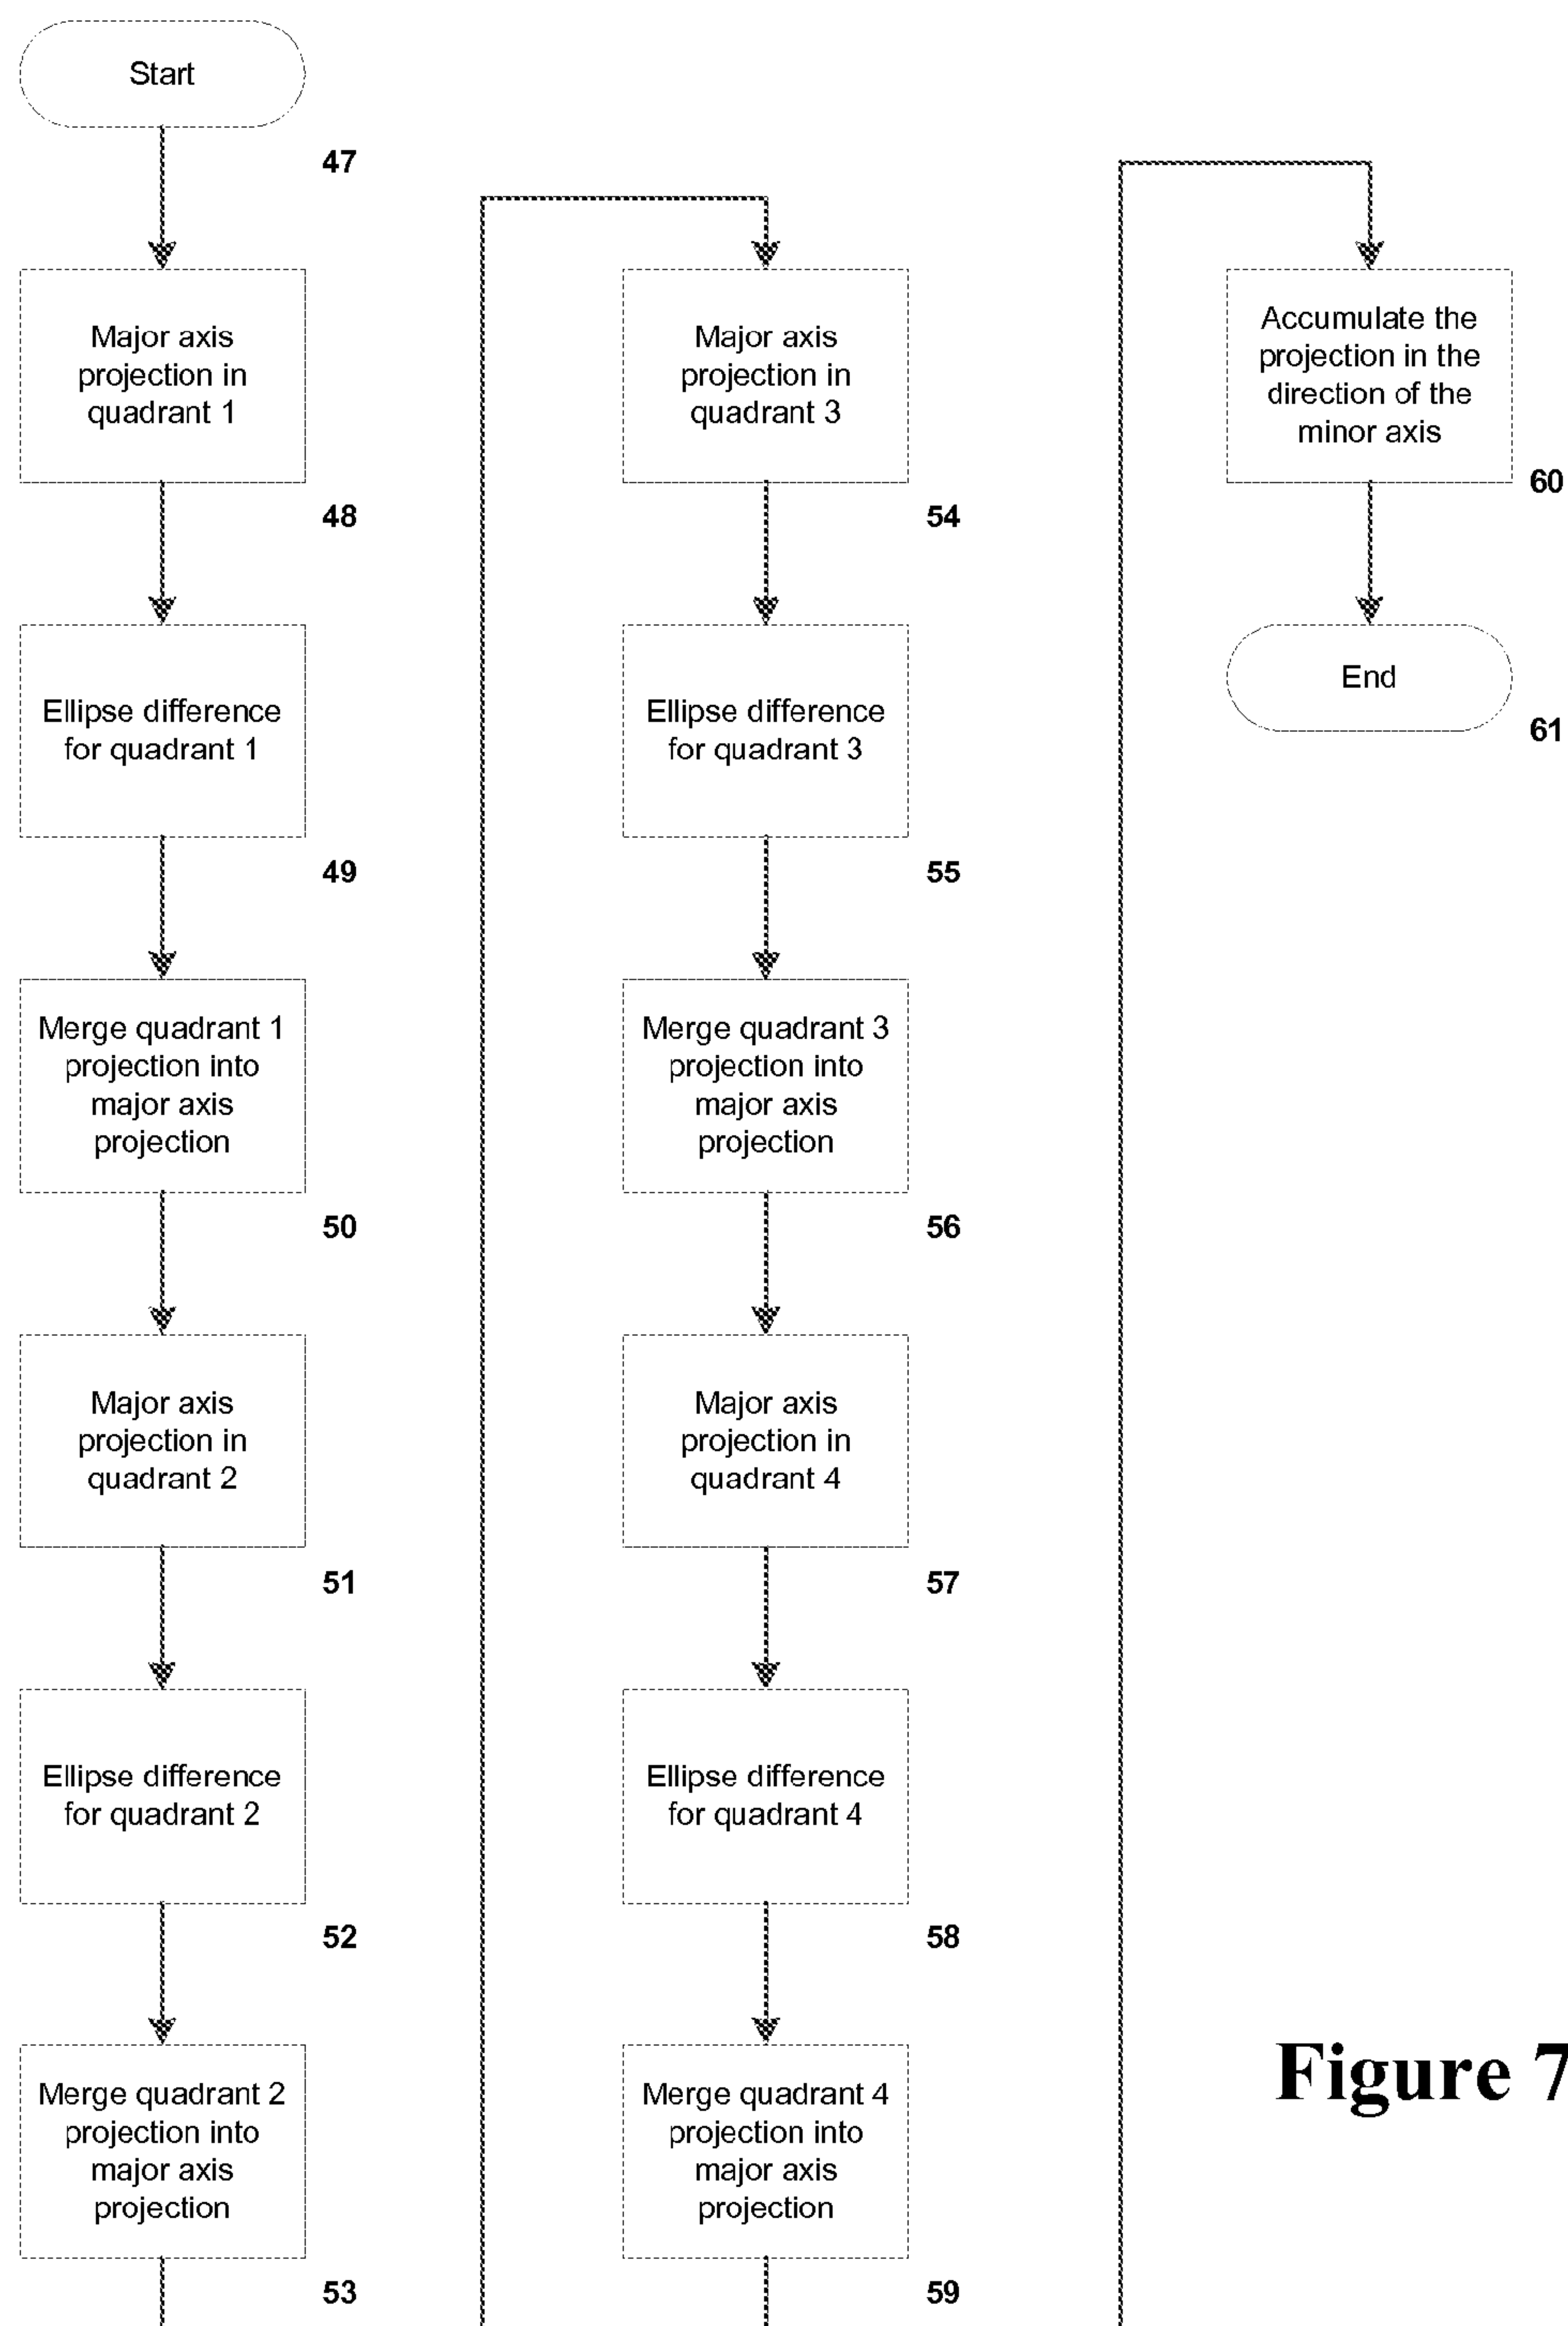 Start
47
Major axis
projection in
quadrant 1
48
Ellipse difference
for quadrant 1
49
Merge quadrant 1
projection into
major axis
projection
50
Major axis
projection in
quadrant 2
51
Ellipse difference
for quadrant 2
52
Merge quadrant 2
projection into
major axis
projection
53
Major axis
projection in
quadrant 3
54
Ellipse difference
for quadrant 3
55
Merge quadrant 3
projection into
major axis
projection
56
Major axis
projection in
quadrant 4
57
Ellipse difference
for quadrant 4
58
Merge quadrant 4
projection into
major axis
projection
59
Accumulate the
projection in the
direction of the
minor axis
60
End
61
Figure 7